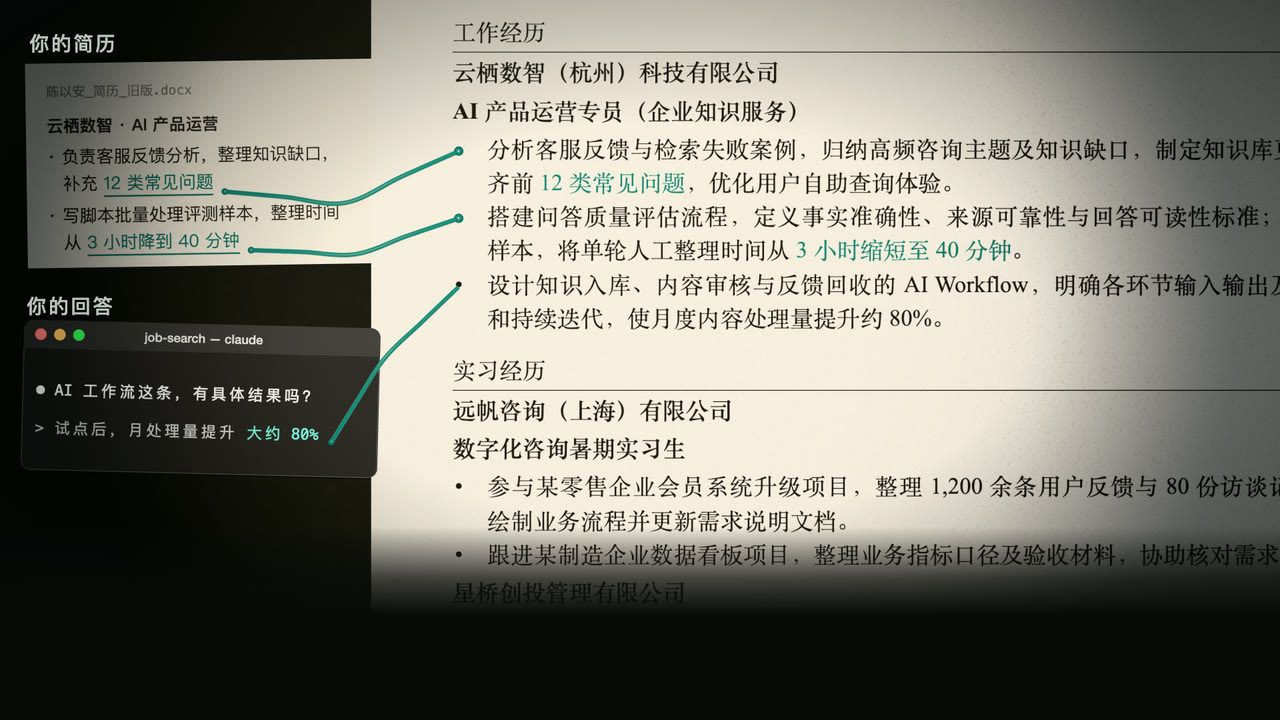 你的简历
陈以安_简历_旧版.docx
云栖数智 · AI 产品运营
· 负责客服反馈分析，整理知识缺口，
补充 12 类常见问题
· 写脚本批量处理评测样本，整理时间
从 3 小时降到 40 分钟
你的回答
job-search — claude
● AI 工作流这条，有具体结果吗？
> 试点后，月处理量提升 大约 80%
工作经历
云栖数智（杭州）科技有限公司
AI 产品运营专员（企业知识服务）
分析客服反馈与检索失败案例，归纳高频咨询主题及知识缺口，制定知识库
齐前 12 类常见问题，优化用户自助查询体验。
搭建问答质量评估流程，定义事实准确性、来源可靠性与回答可读性标准；
样本，将单轮人工整理时间从 3 小时缩短至 40 分钟。
• 设计知识入库、内容审核与反馈回收的 AI Workflow，明确各环节输入输出
和持续迭代，使月度内容处理量提升约 80%。
实习经历
远帆咨询（上海）有限公司
数字化咨询暑期实习生
• 参与某零售企业会员系统升级项目，整理 1,200 余条用户反馈与 80 份访谈
绘制业务流程并更新需求说明文档。
• 跟进某制造企业数据看板项目，整理业务指标口径及验收材料，协助核对需求
星桥创投管理有限公司